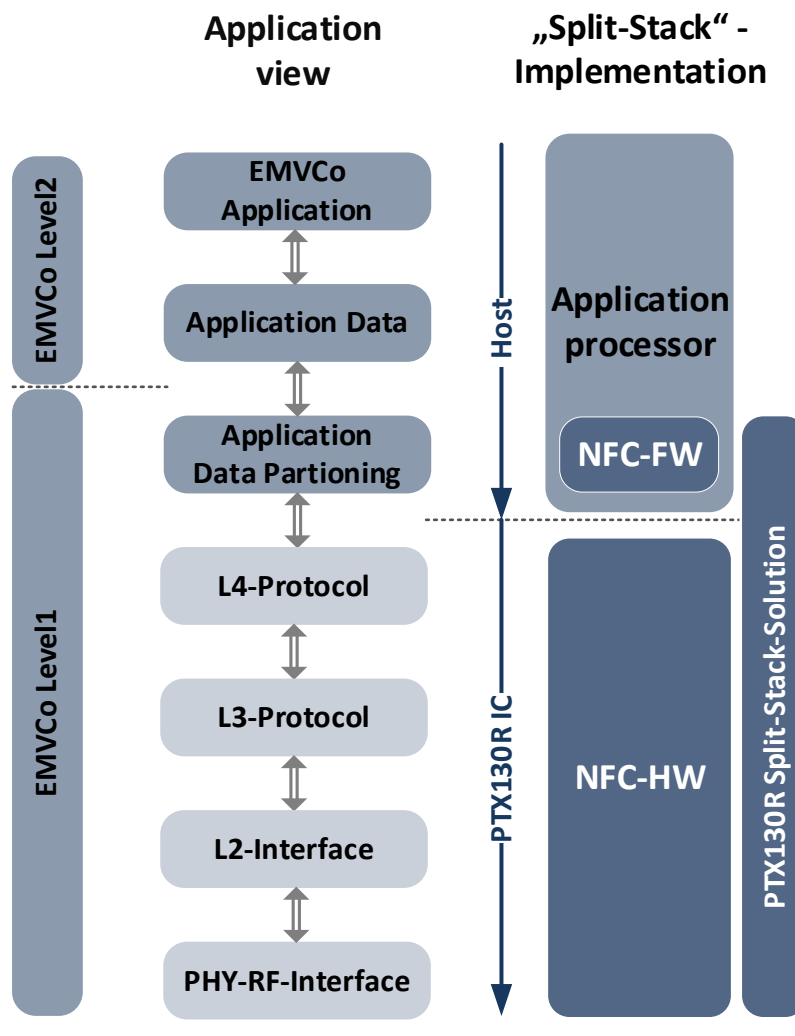 Application
view
„Split-Stack“ -
Implementation
EMVCo Level2
EMVCo
Application
Application Data
Host
Application
processor
EMVCo Level1
Application
Data Partioning
NFC-FW
L4-Protocol
L3-Protocol
L2-Interface
PHY-RF-Interface
PTX130R IC
NFC-HW
PTX130R Split-Stack-Solution